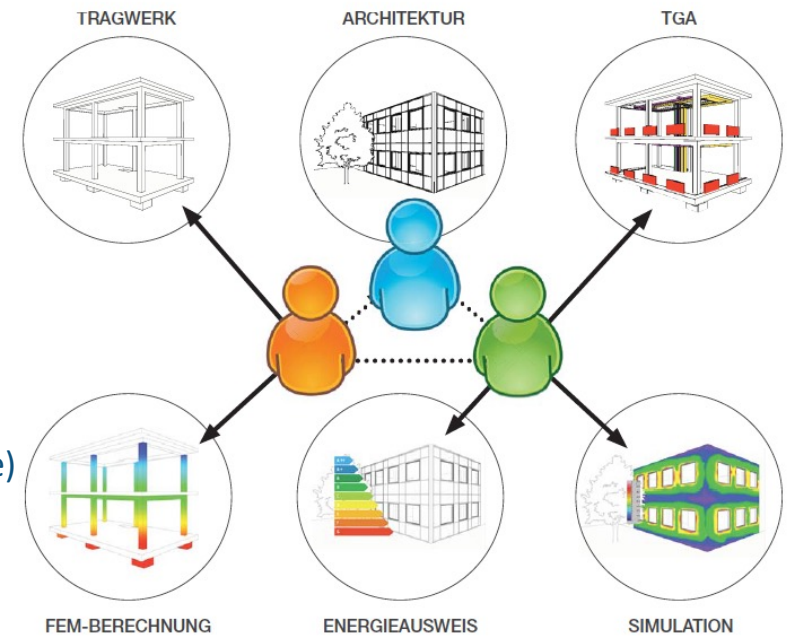 TRAGWERK
ARCHITEKTUR
TGA
e)
FEM-BERECHNUNG
ENERGIEAUSWEIS
SIMULATION